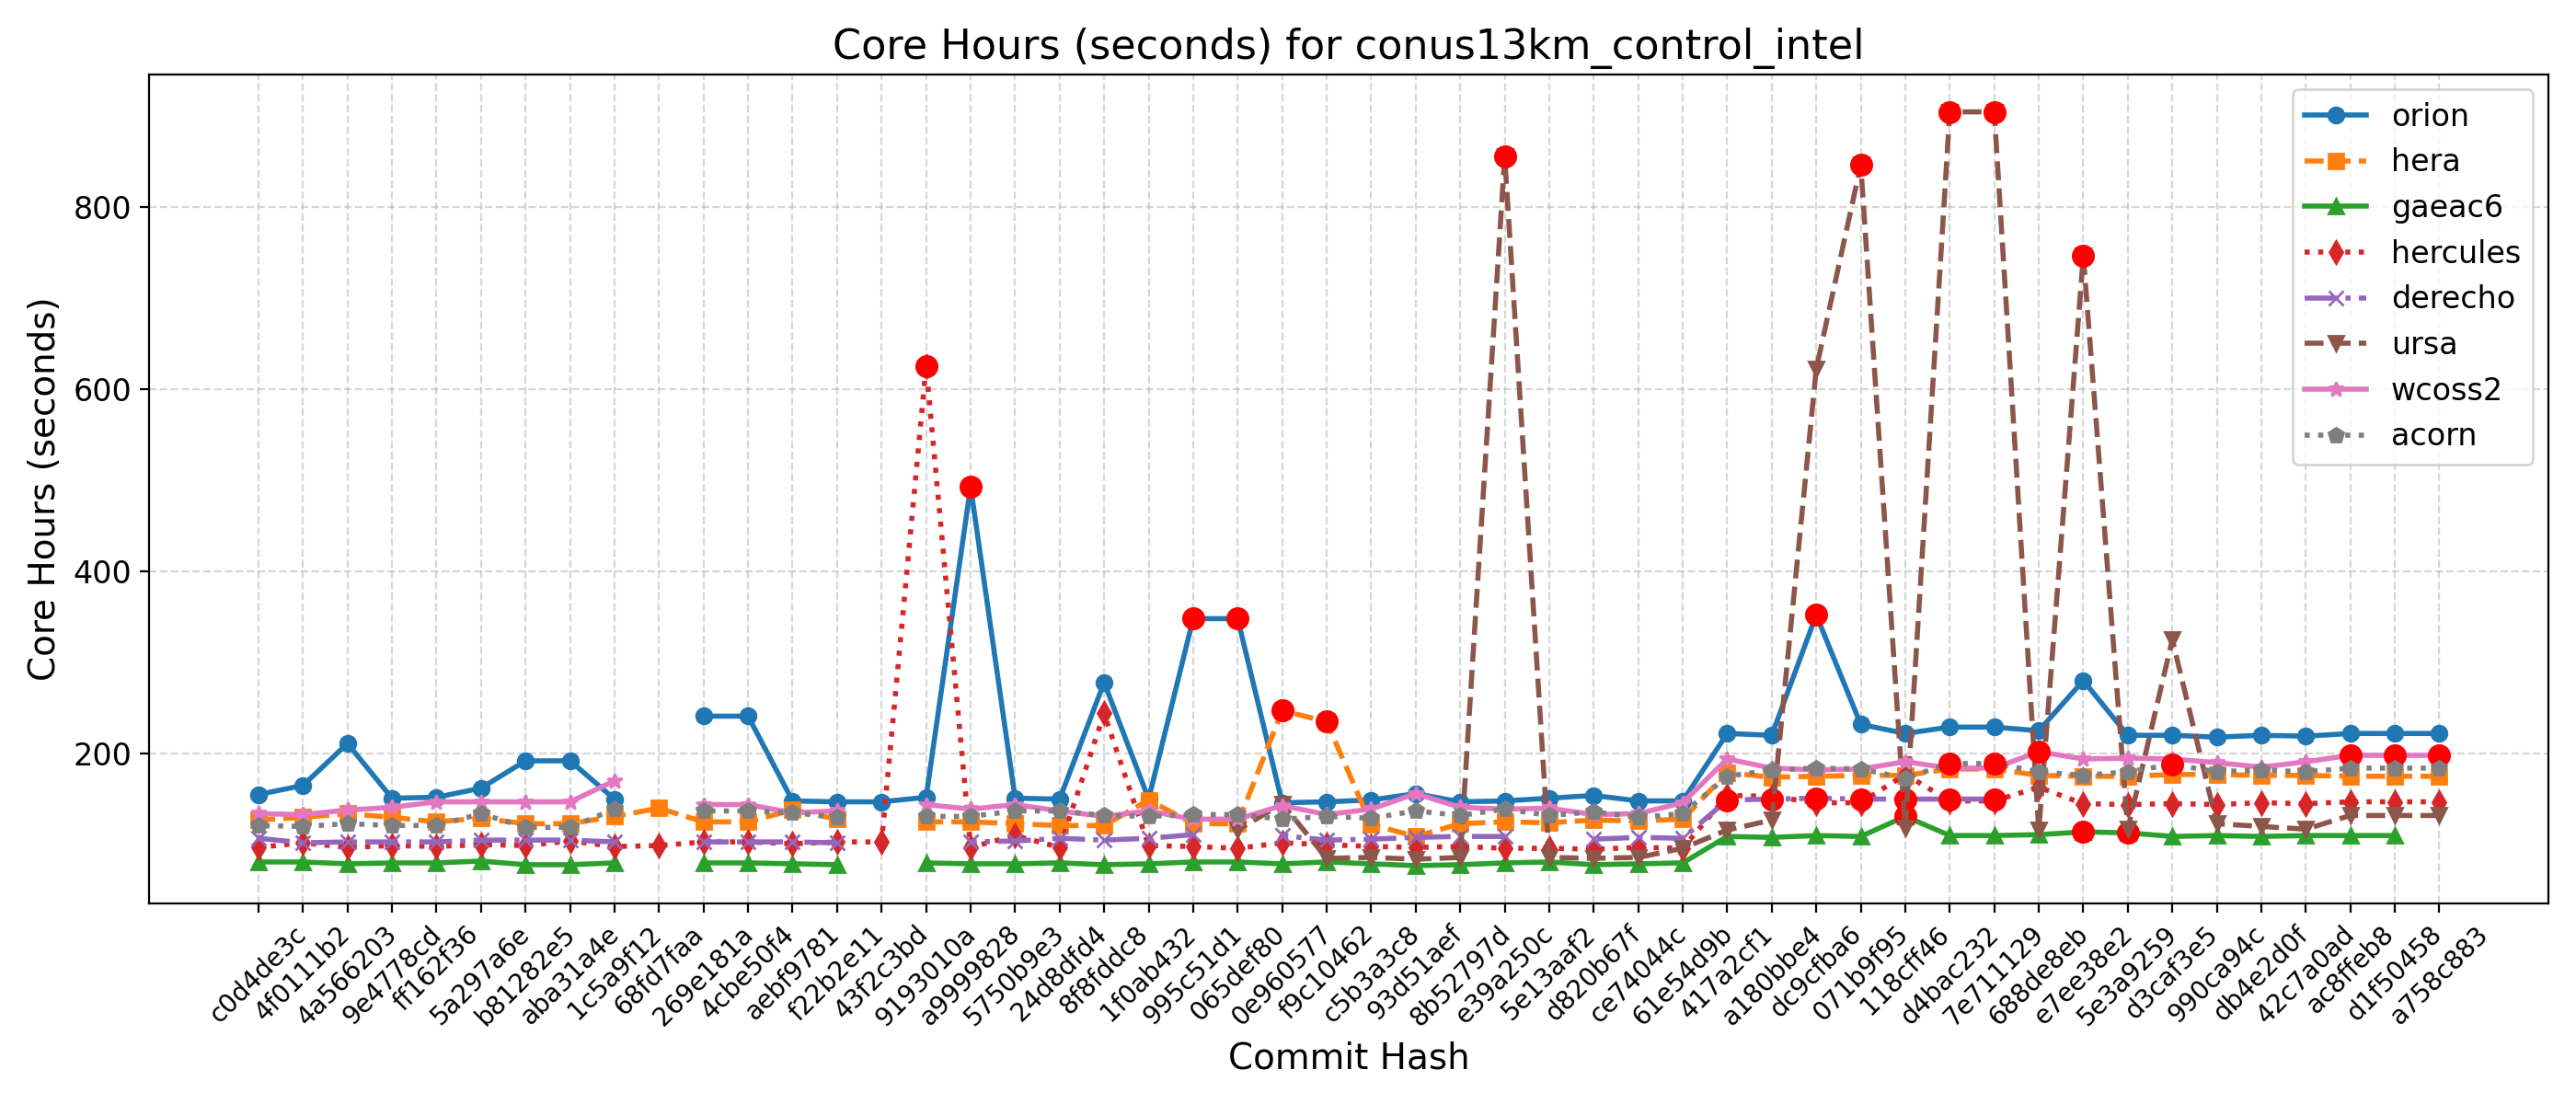 Core Hours (seconds) for conus13km_control_intel
Core Hours (seconds)
800
600
400
200
orion
hera
gaeac6
hercules
derecho
ursa
wcoss2
acorn
c0d4de3c
4f0111b2
4a566203
9e4778cd
ff162f36
5a297a6e
b81282e5
aba31a4e
1c5a9f12
68fd7faa
269e181a
4cbe50f4
aebf9781
f22b2e11
43f2c3bd
9193010a
a9999828
5750b9e3
24d8dfd4
8f8fddc8
1f0ab432
995c51d1
065def80
0e960577
f9c10462
c5b3a3c8
93d51aef
8b52797d
e39a250c
5e13aaf2
d820b67f
ce74044c
61e54d9b
417a2cf1
a180bbe4
dc9cfba6
071b9f95
118cff46
d4bac232
7e711129
688de8eb
e7ee38e2
5e3a9259
d3caf3e5
990ca94c
db4e2d0f
42c7a0ad
ac8ffeb8
d1f50458
a758c883
Commit Hash